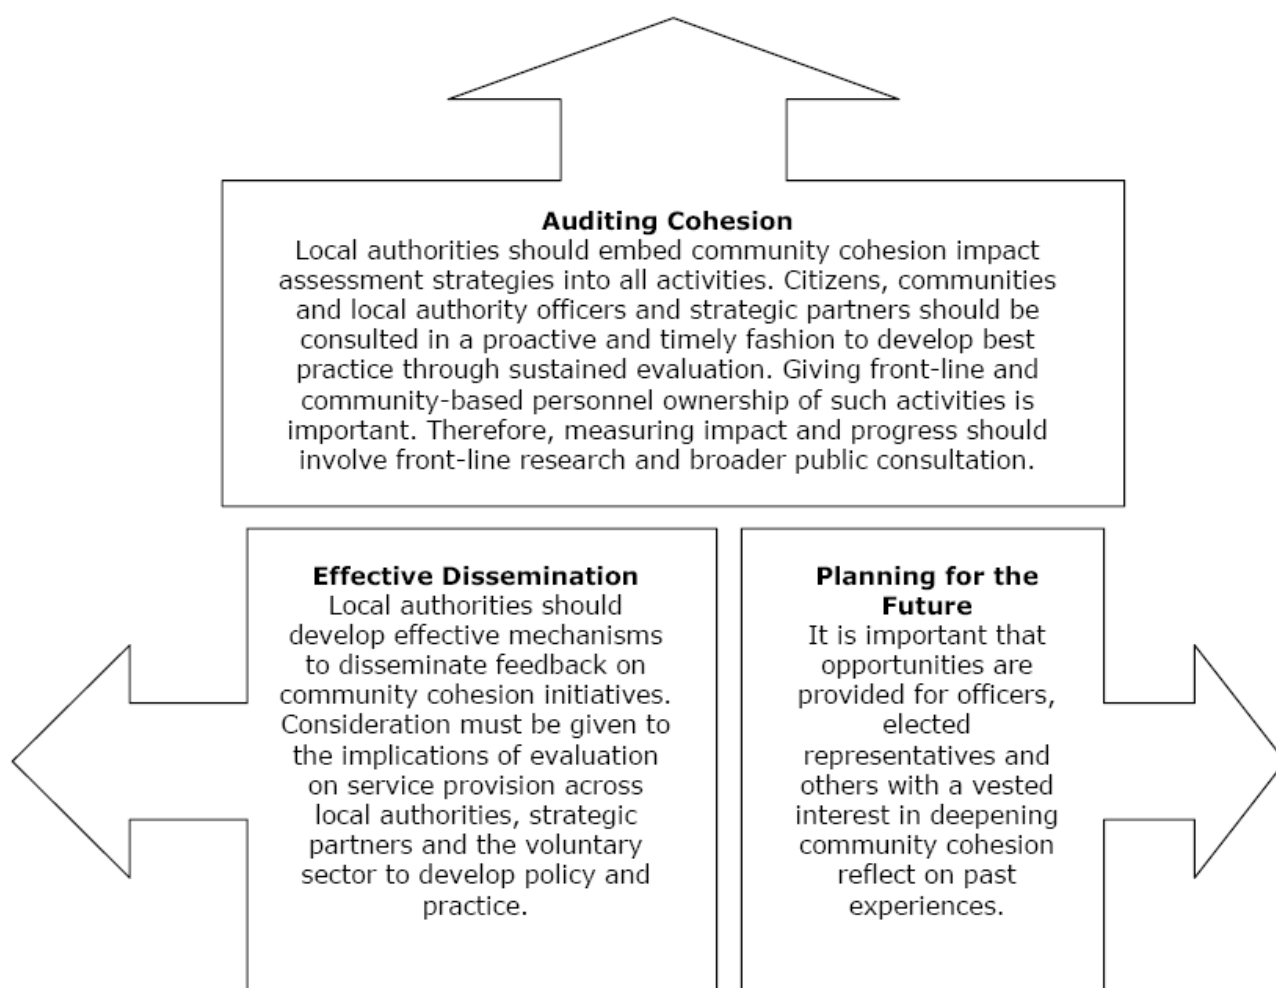 Auditing Cohesion
Local authorities should embed community cohesion impact
assessment strategies into all activities. Citizens, communities
and local authority officers and strategic partners should be
consulted in a proactive and timely fashion to develop best
practice through sustained evaluation. Giving front-line and
community-based personnel ownership of such activities is
important. Therefore, measuring impact and progress should
involve front-line research and broader public consultation.
Effective Dissemination
Local authorities should
develop effective mechanisms
to disseminate feedback on
community cohesion initiatives.
Consideration must be given to
the implications of evaluation
on service provision across
local authorities, strategic
partners and the voluntary
sector to develop policy and
practice.
Planning for the
Future
It is important that
opportunities are
provided for officers,
elected
representatives and
others with a vested
interest in deepening
community cohesion
reflect on past
experiences.